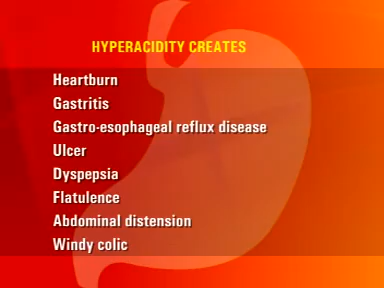 HYPERACIDITY CREATES
Heartburn
Gastritis
Gastro-esophageal reflux disease
Ulcer
Dyspepsia
Flatulence
Abdominal distension
Windy colic